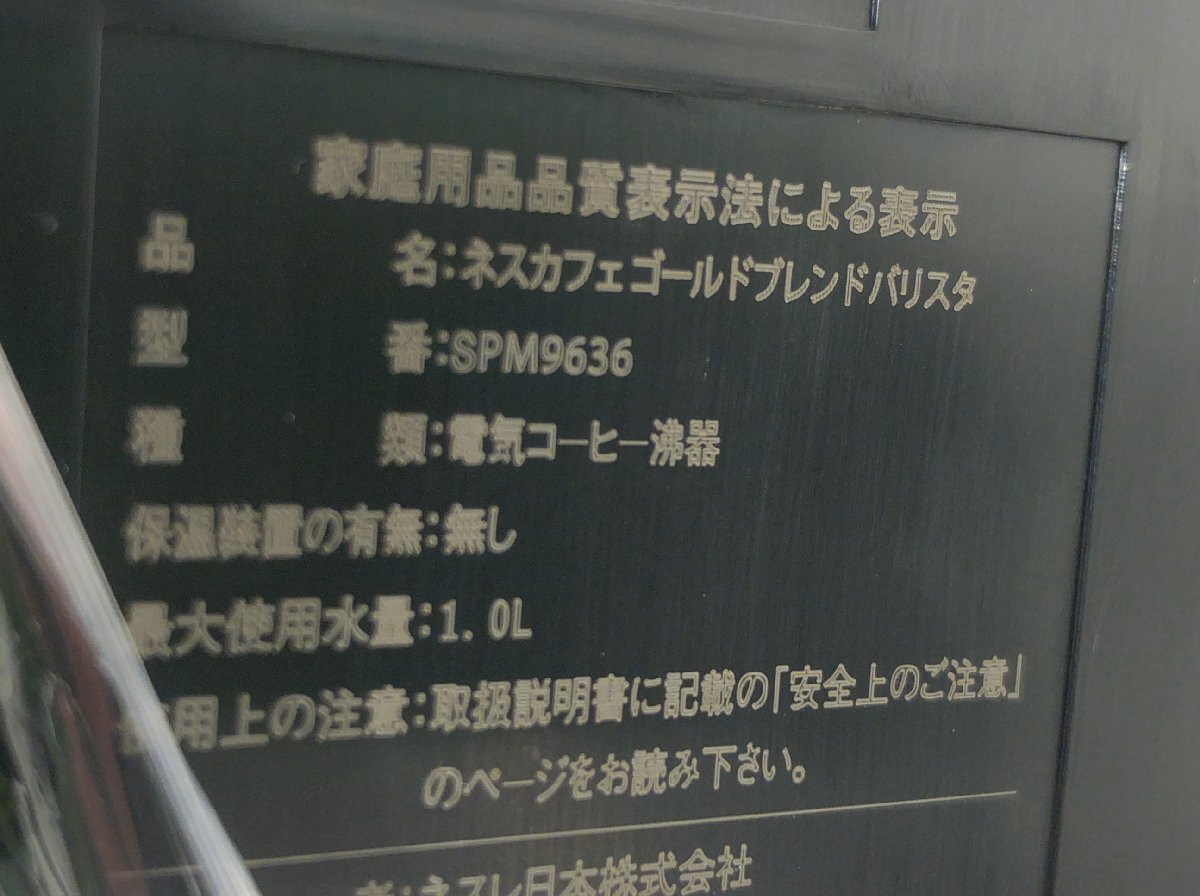 家庭用品品質表示法による表示
品 名:ネスカフェゴールドブレンドバリスタ
型 番:SPM9636
種 類:電気コーヒー沸器
保温装置の有無:無し
最大使用水量:1.0L
使用上の注意:取扱説明書に記載の「安全上のご注意」
のページをお読み下さい。
:ネスレ日本株式会社